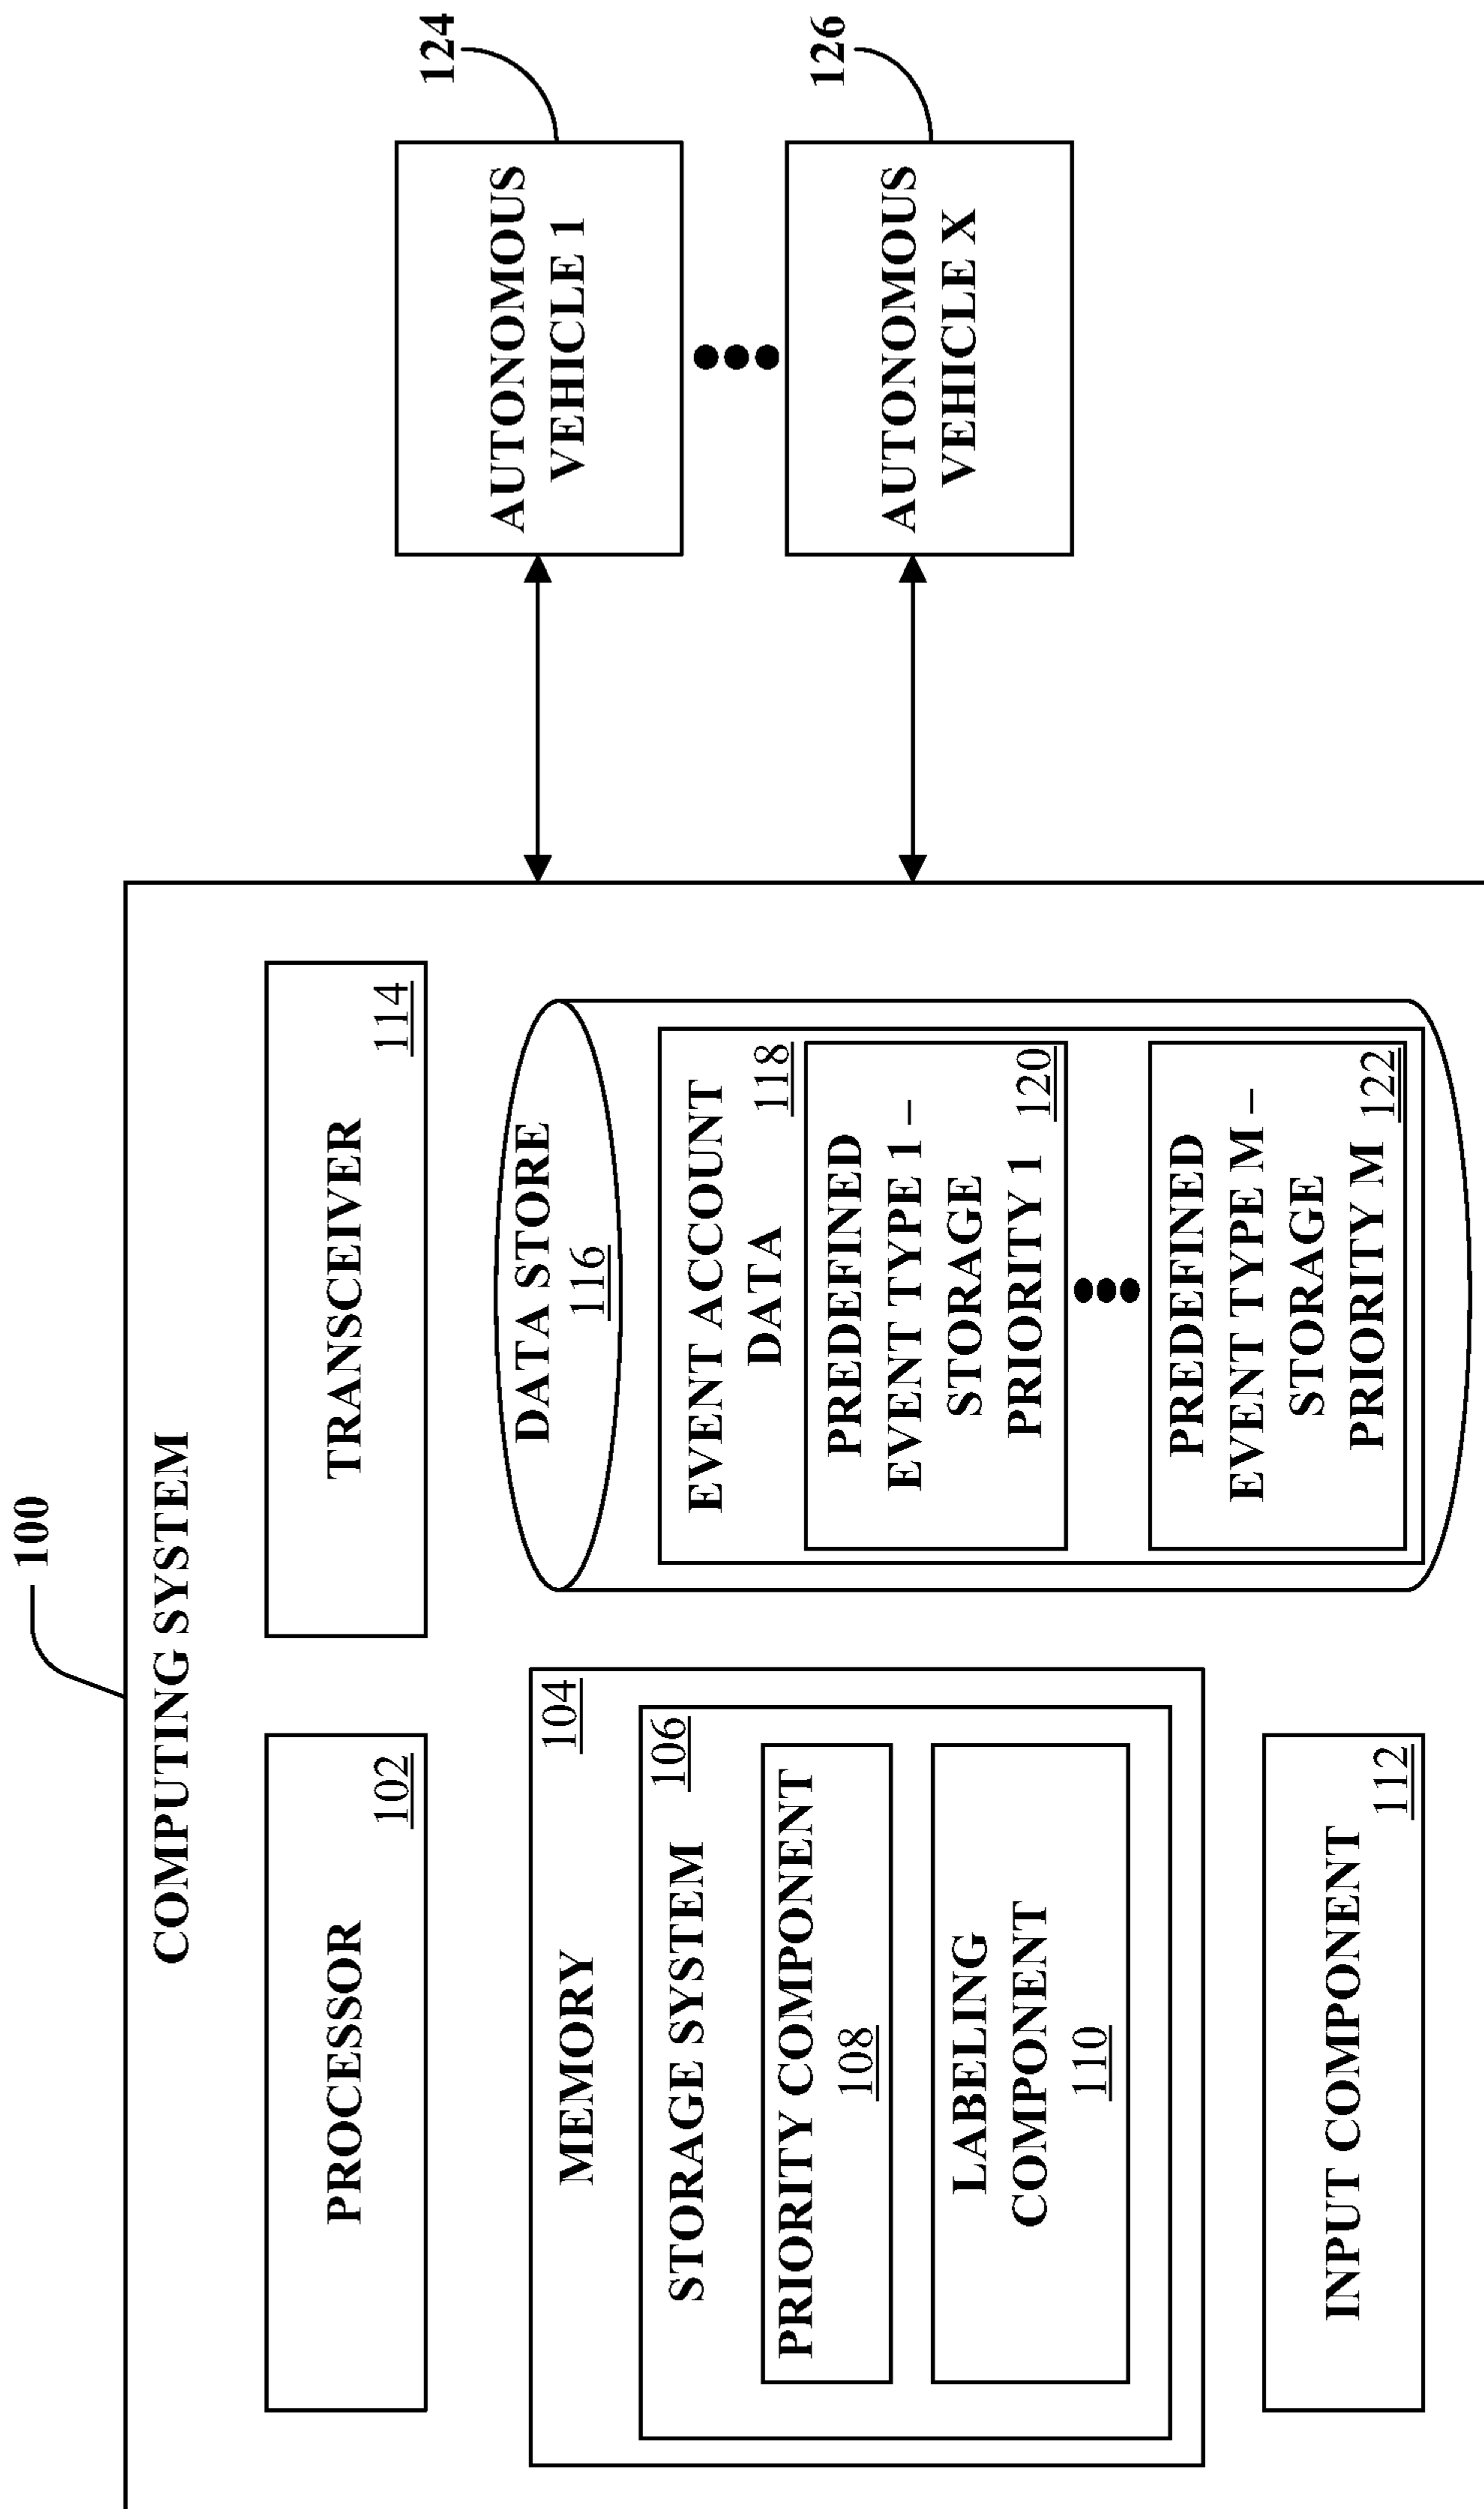 100
COMPUTING SYSTEM
PROCESSOR
102
TRANSCEIVER
114
MEMORY
104
STORAGE SYSTEM
106
PRIORITY COMPONENT
108
LABELING
COMPONENT
110
INPUT COMPONENT
112
DATA STORE
116
EVENT ACCOUNT
DATA
118
PREDEFINED
EVENT TYPE 1 –
STORAGE
PRIORITY 1
120
PREDEFINED
EVENT TYPE M –
STORAGE
PRIORITY M
122
124
AUTONOMOUS
VEHICLE 1
126
AUTONOMOUS
VEHICLE X